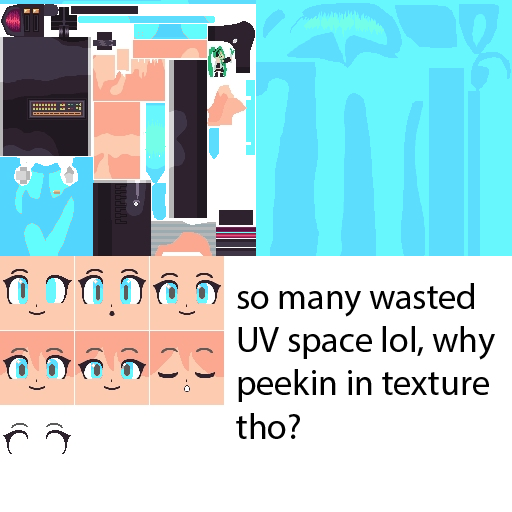 so many wasted
UV space lol, why
peekin in texture
tho?